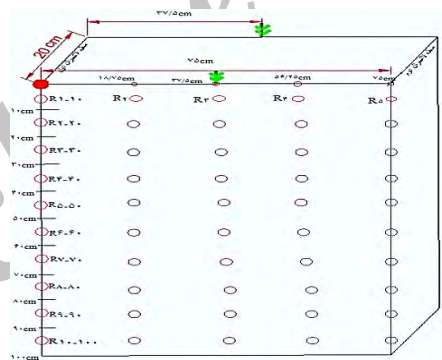 ۳۷/۵cm
20 cm
۷۵cm
۱۸/۷۵cm ۳۷/۵cm ۵۶/۲۵cm ۷۵cm
R۱-۱۰ R۲ R۳ R۴ R۵
۱۰cm
R۲-۲۰
۲۰cm
R۳-۳۰
۳۰cm
R۴-۴۰
۴۰cm
R۵-۵۰
۵۰cm
R۶-۶۰
۶۰cm
R۷-۷۰
۷۰cm
R۸-۸۰
۸۰cm
R۹-۹۰
۹۰cm
R۱۰-۱۰۰
۱۰۰cm